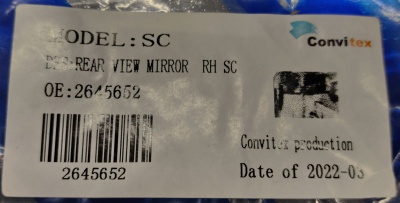 MODEL:SC
Convitex
REAR VIEW MIRROR RH SC
OE:2645652
2645652
Convitex production
Date of 2022-03